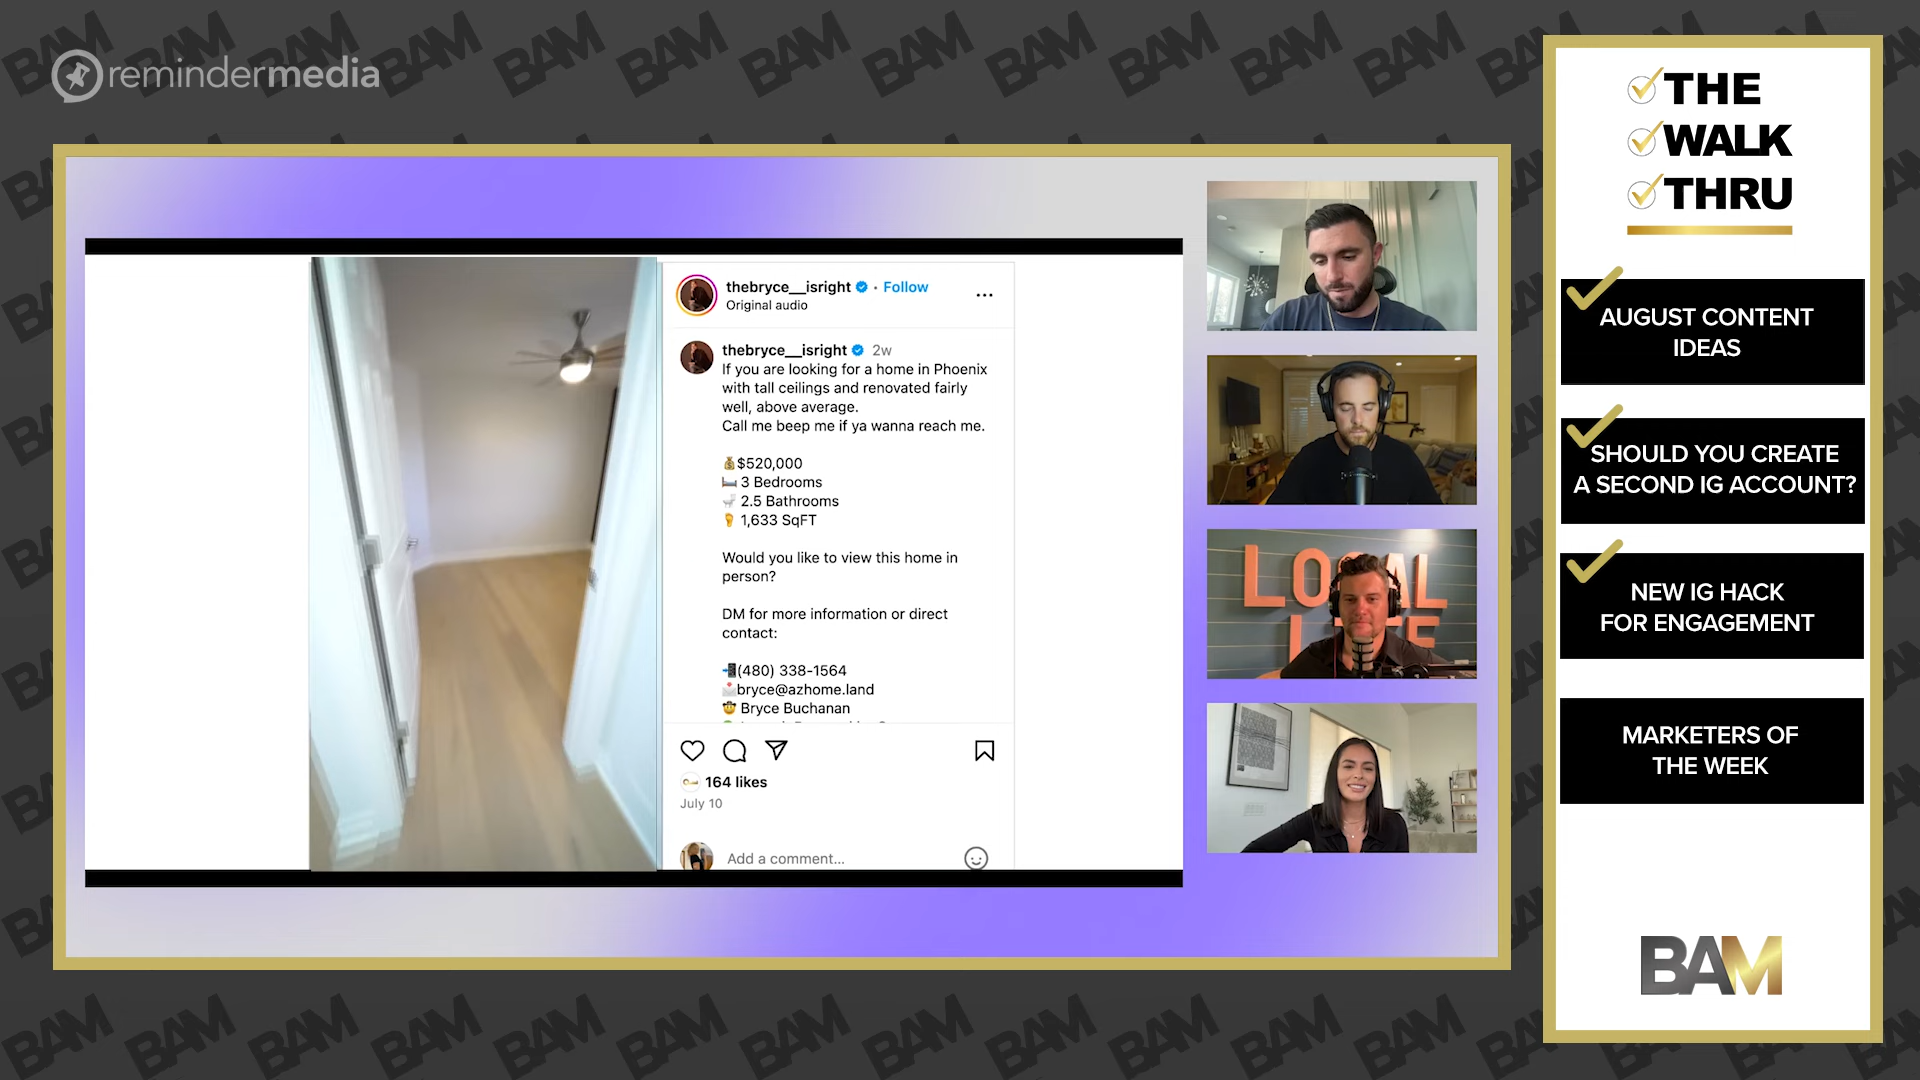 remindermedia
thebryce__isright • Follow
Original audio
thebryce__isright 2w
If you are looking for a home in Phoenix
with tall ceilings and renovated fairly
well, above average.
Call me beep me if ya wanna reach me.
💰$520,000
🛏️ 3 Bedrooms
🚽 2.5 Bathrooms
🦶 1,633 SqFT
Would you like to view this home in
person?
DM for more information or direct
contact:
📲(480) 338-1564
📩bryce@azhome.land
🤠 Bryce Buchanan
164 likes
July 10
Add a comment...
LOCAL
THE
WALK
THRU
AUGUST CONTENT
IDEAS
SHOULD YOU CREATE
A SECOND IG ACCOUNT?
NEW IG HACK
FOR ENGAGEMENT
MARKETERS OF
THE WEEK
BAM